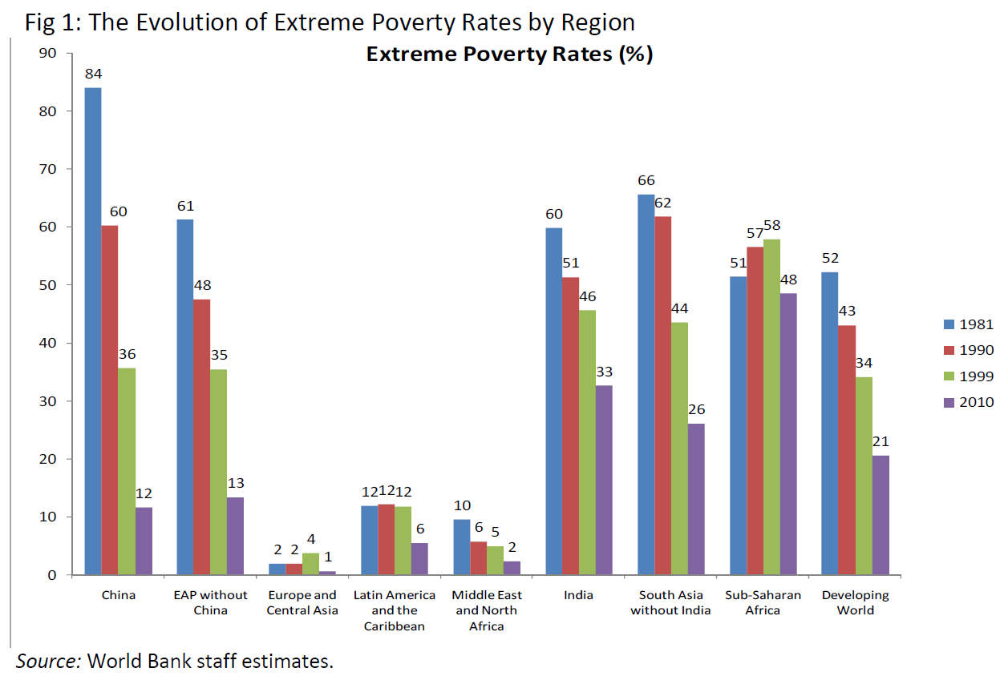 Fig 1: The Evolution of Extreme Poverty Rates by Region
Extreme Poverty Rates (%)
90
80
70
60
50
40
30
20
10
0
84
60
36
12
61
48
35
13
2
2
4
1
12
12
12
6
10
6
5
2
60
51
46
33
66
62
44
26
51
57
58
48
52
43
34
21
China
EAP without
China
Europe and
Central Asia
Latin America
and the
Caribbean
Middle East
and North
Africa
India
South Asia
without India
Sub-Saharan
Africa
Developing
World
1981
1990
1999
2010
Source: World Bank staff estimates.